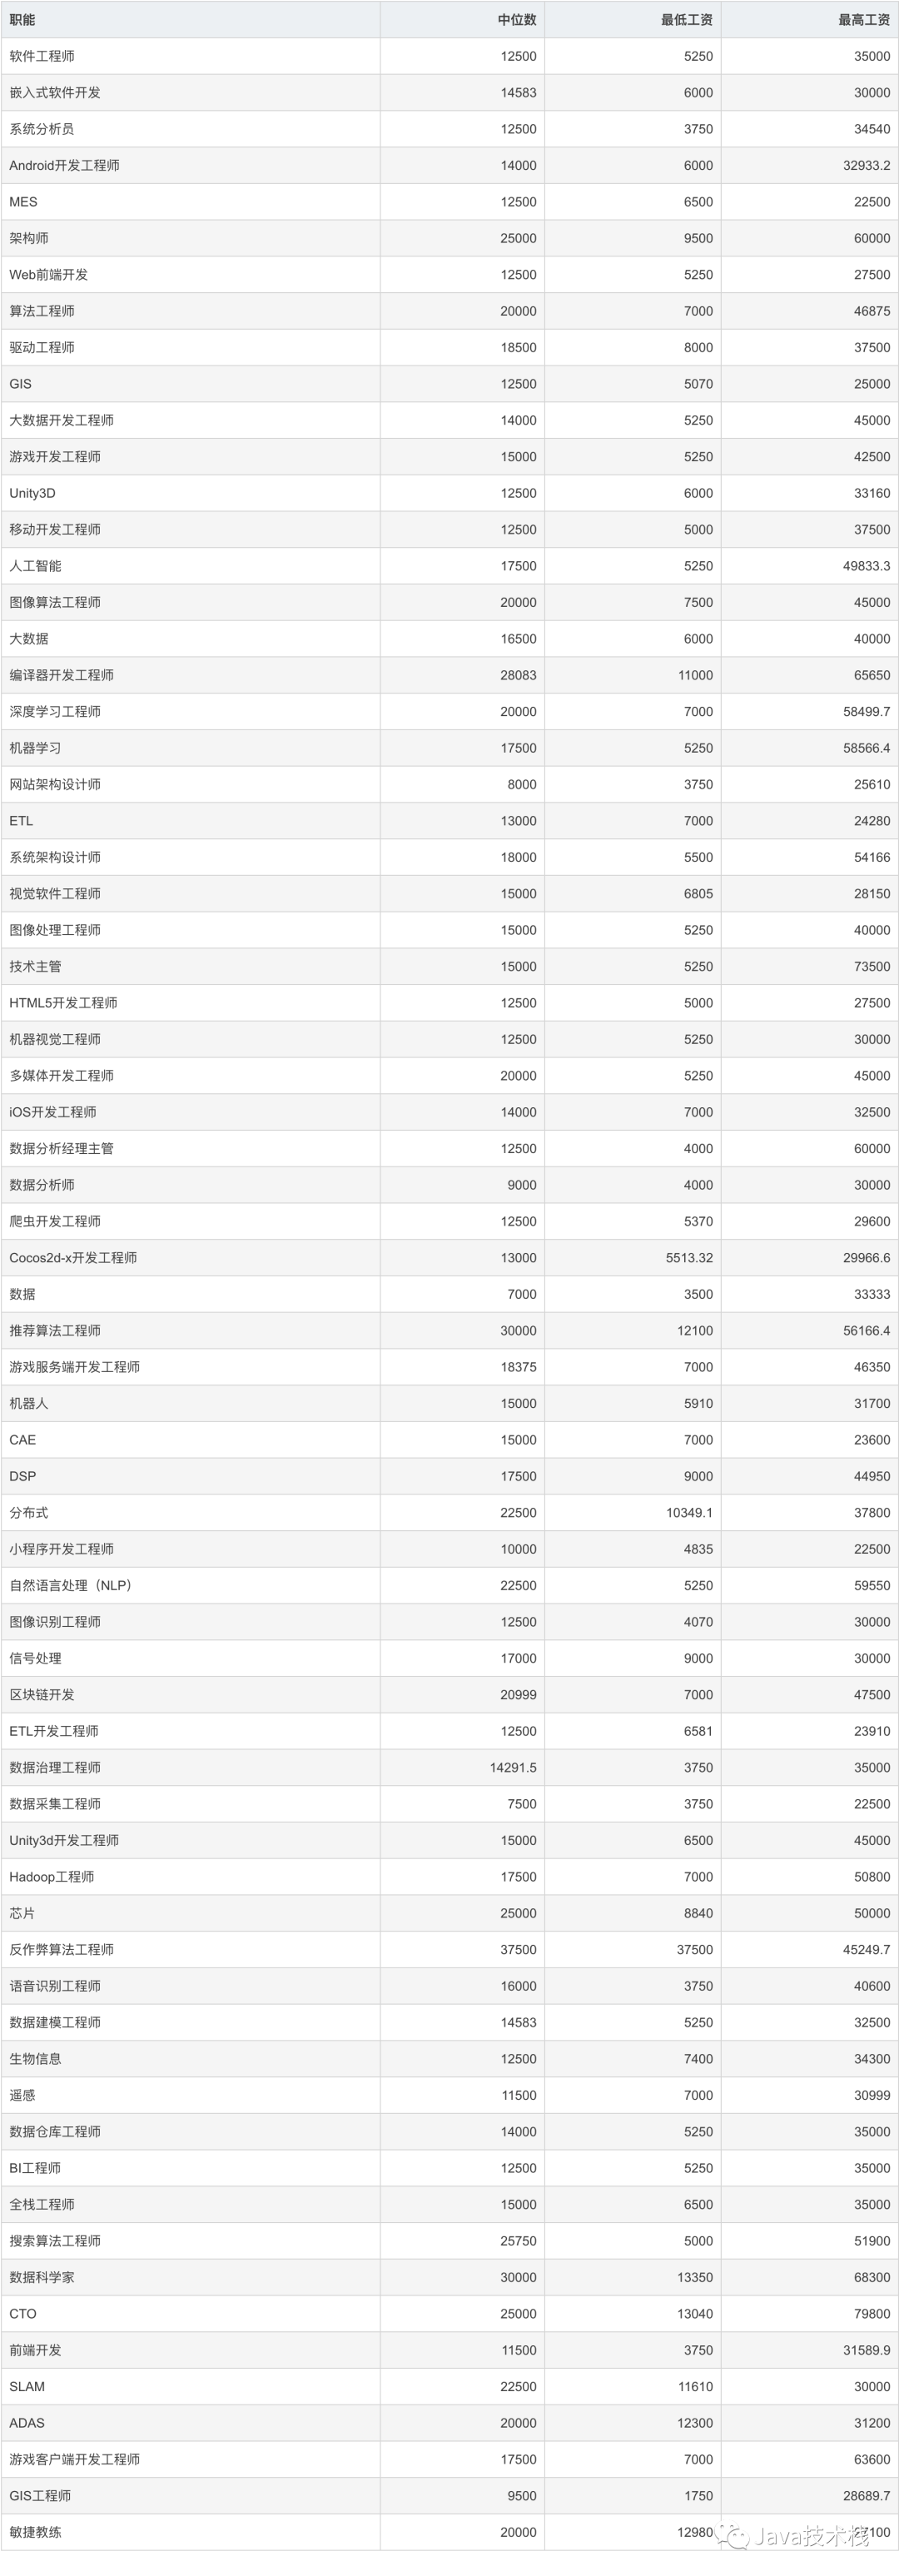 职能 中位数 最低工资 最高工资
软件工程师 12500 5250 35000
嵌入式软件开发 14583 6000 30000
系统分析员 12500 3750 34540
Android开发工程师 14000 6000 32933.2
MES 12500 6500 22500
架构师 25000 9500 60000
Web前端开发 12500 5250 27500
算法工程师 20000 7000 46875
驱动工程师 18500 8000 37500
GIS 12500 5070 25000
大数据开发工程师 14000 5250 45000
游戏开发工程师 15000 5250 42500
Unity3D 12500 6000 33160
移动开发工程师 12500 5000 37500
人工智能 17500 5250 49833.3
图像算法工程师 20000 7500 45000
大数据 16500 6000 40000
编译器开发工程师 28083 11000 65650
深度学习工程师 20000 7000 58499.7
机器学习 17500 5250 58566.4
网站架构设计师 8000 3750 25610
ETL 13000 7000 24280
系统架构设计师 18000 5500 54166
视觉软件工程师 15000 6805 28150
图像处理工程师 15000 5250 40000
技术主管 15000 5250 73500
HTML5开发工程师 12500 5000 27500
机器视觉工程师 12500 5250 30000
多媒体开发工程师 20000 5250 45000
iOS开发工程师 14000 7000 32500
数据分析经理主管 12500 4000 60000
数据分析师 9000 4000 30000
爬虫开发工程师 12500 5370 29600
Cocos2d-x开发工程师 13000 5513.32 29966.6
数据 7000 3500 33333
推荐算法工程师 30000 12100 56166.4
游戏服务端开发工程师 18375 7000 46350
机器人 15000 5910 31700
CAE 15000 7000 23600
DSP 17500 9000 44950
分布式 22500 10349.1 37800
小程序开发工程师 10000 4835 22500
自然语言处理（NLP） 22500 5250 59550
图像识别工程师 12500 4070 30000
信号处理 17000 9000 30000
区块链开发 20999 7000 47500
ETL开发工程师 12500 6581 23910
数据治理工程师 14291.5 3750 35000
数据采集工程师 7500 3750 22500
Unity3d开发工程师 15000 6500 45000
Hadoop工程师 17500 7000 50800
芯片 25000 8840 50000
反作弊算法工程师 37500 37500 45249.7
语音识别工程师 16000 3750 40600
数据建模工程师 14583 5250 32500
生物信息 12500 7400 34300
遥感 11500 7000 30999
数据仓库工程师 14000 5250 35000
BI工程师 12500 5250 35000
全栈工程师 15000 6500 35000
搜索算法工程师 25750 5000 51900
数据科学家 30000 13350 68300
CTO 25000 13040 79800
前端开发 11500 3750 31589.9
SLAM 22500 11610 30000
ADAS 20000 12300 31200
游戏客户端开发工程师 17500 7000 63600
GIS工程师 9500 1750 28689.7
敏捷教练 20000 12980
Java技术栈